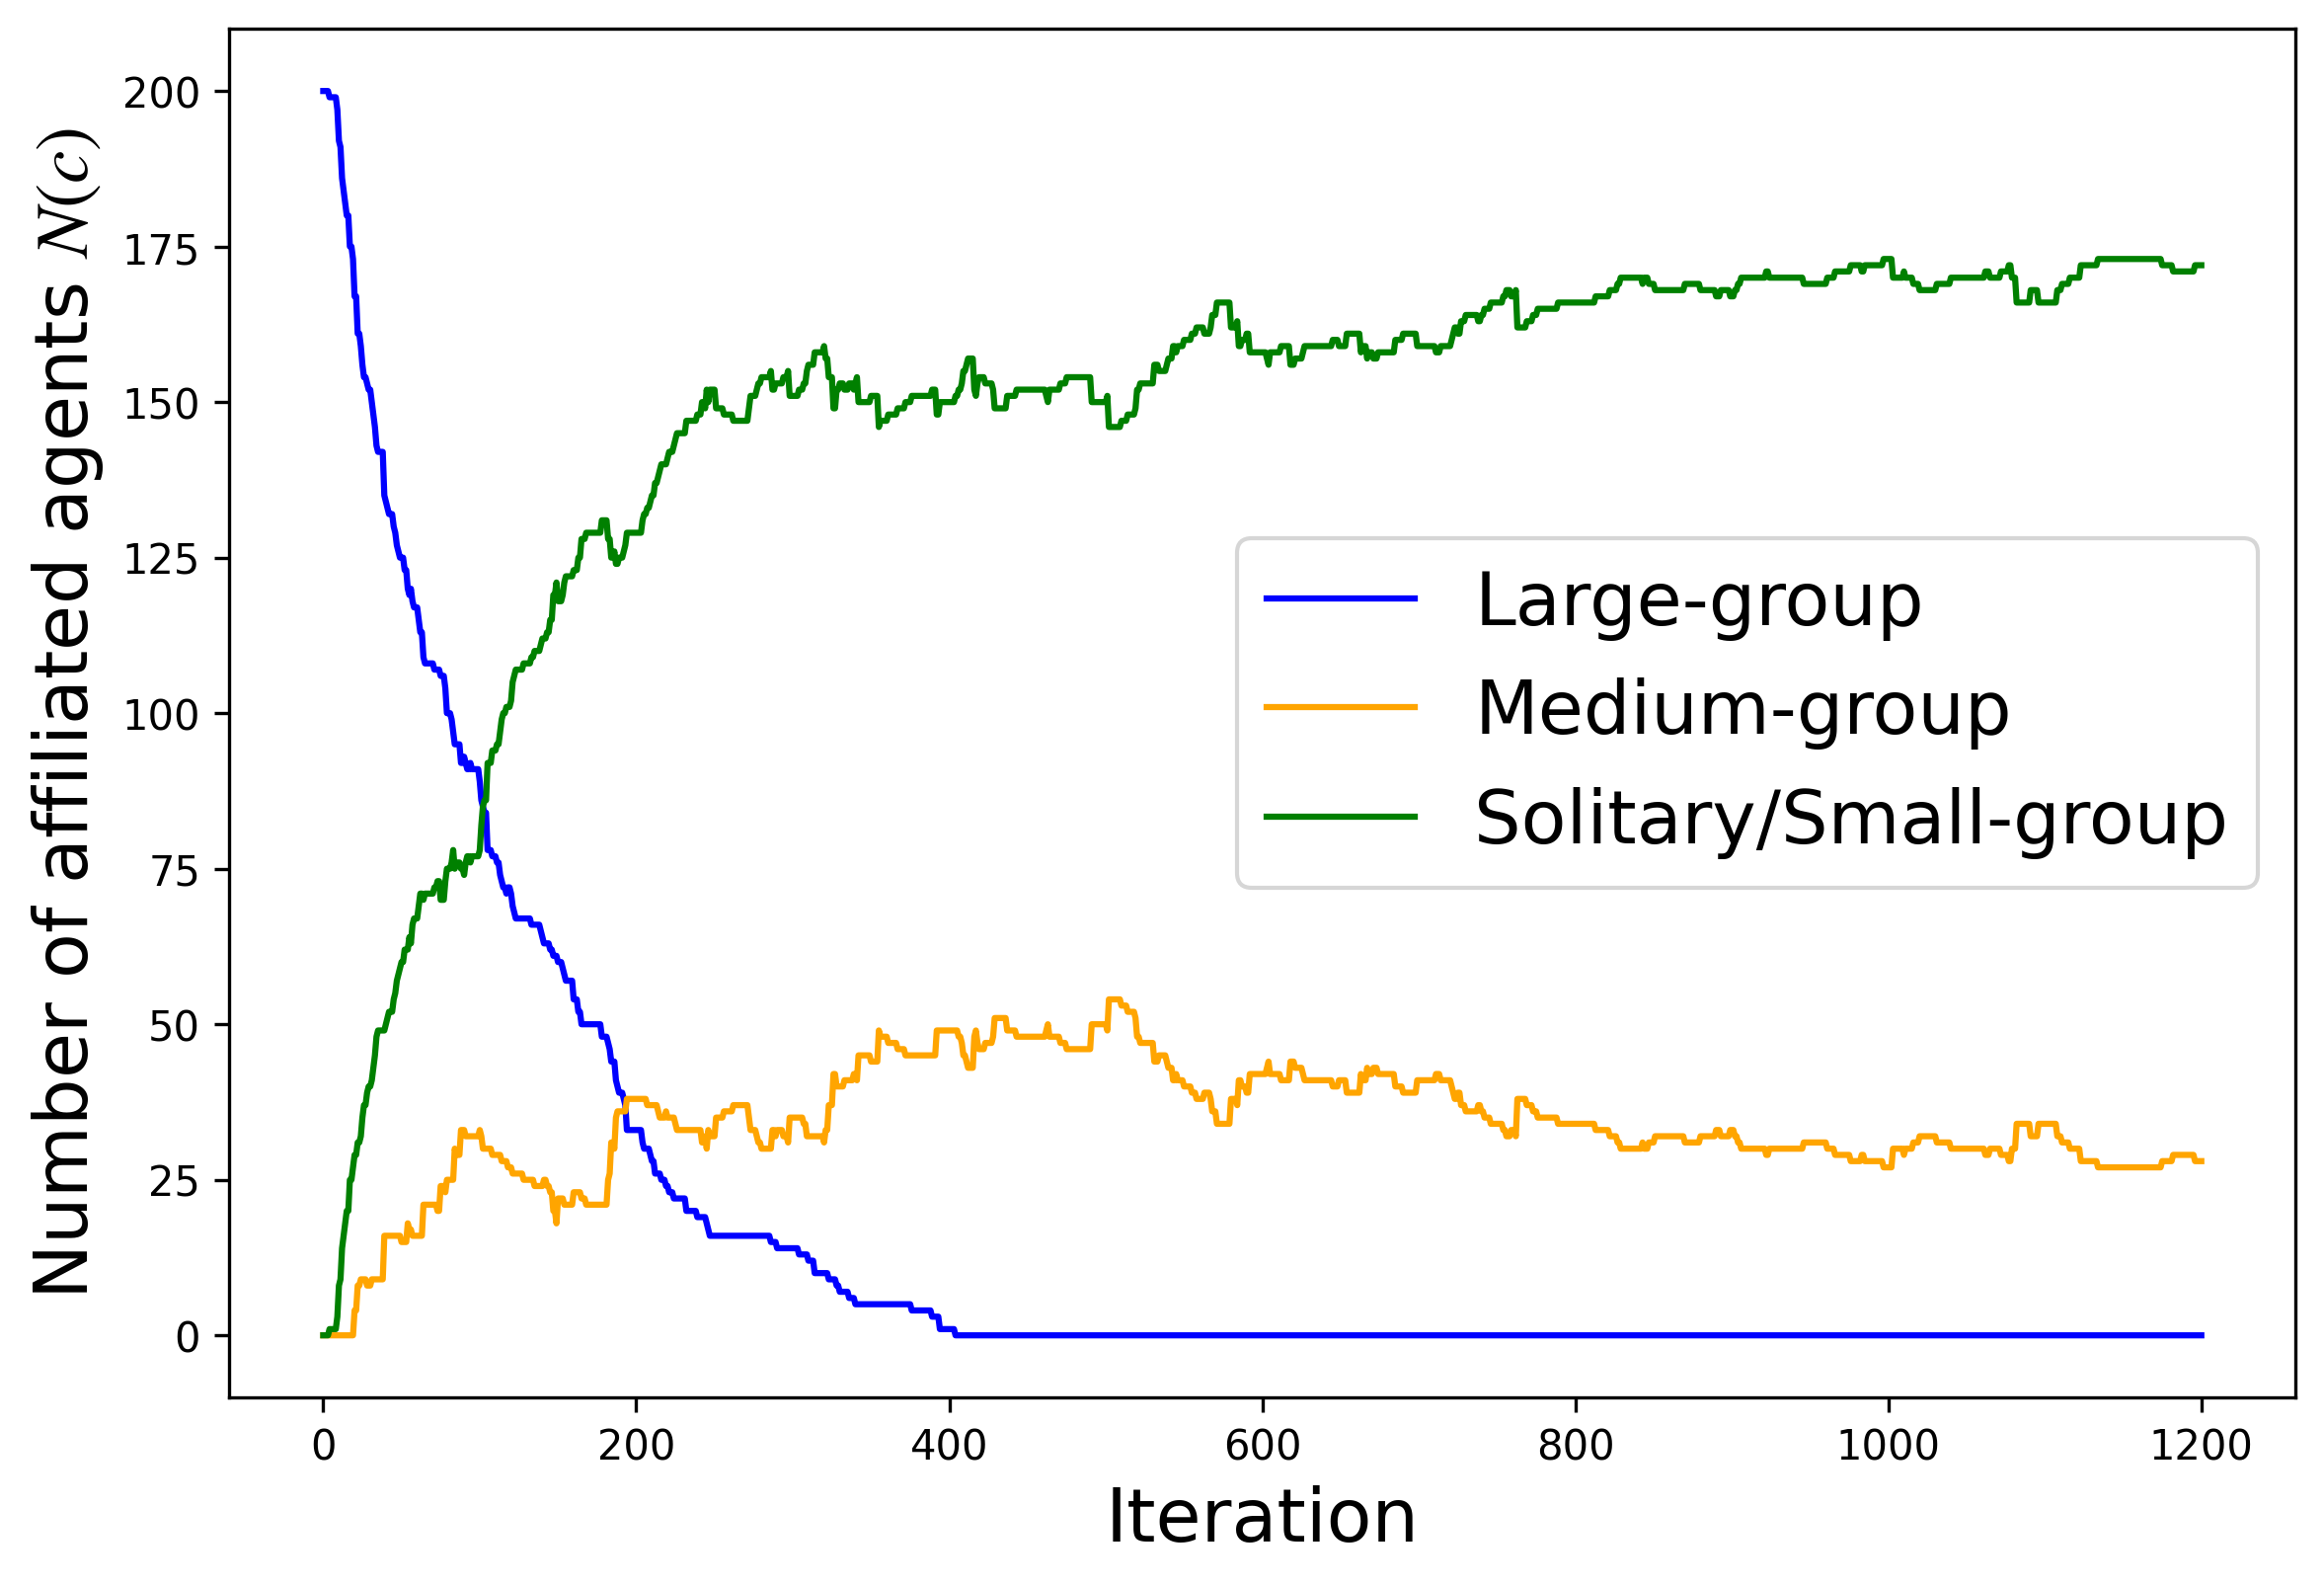 Number of affiliated agents N(c)
200
175
150
125
100
75
50
25
0
Large-group
Medium-group
Solitary/Small-group
0 200 400 600 800 1000 1200
Iteration